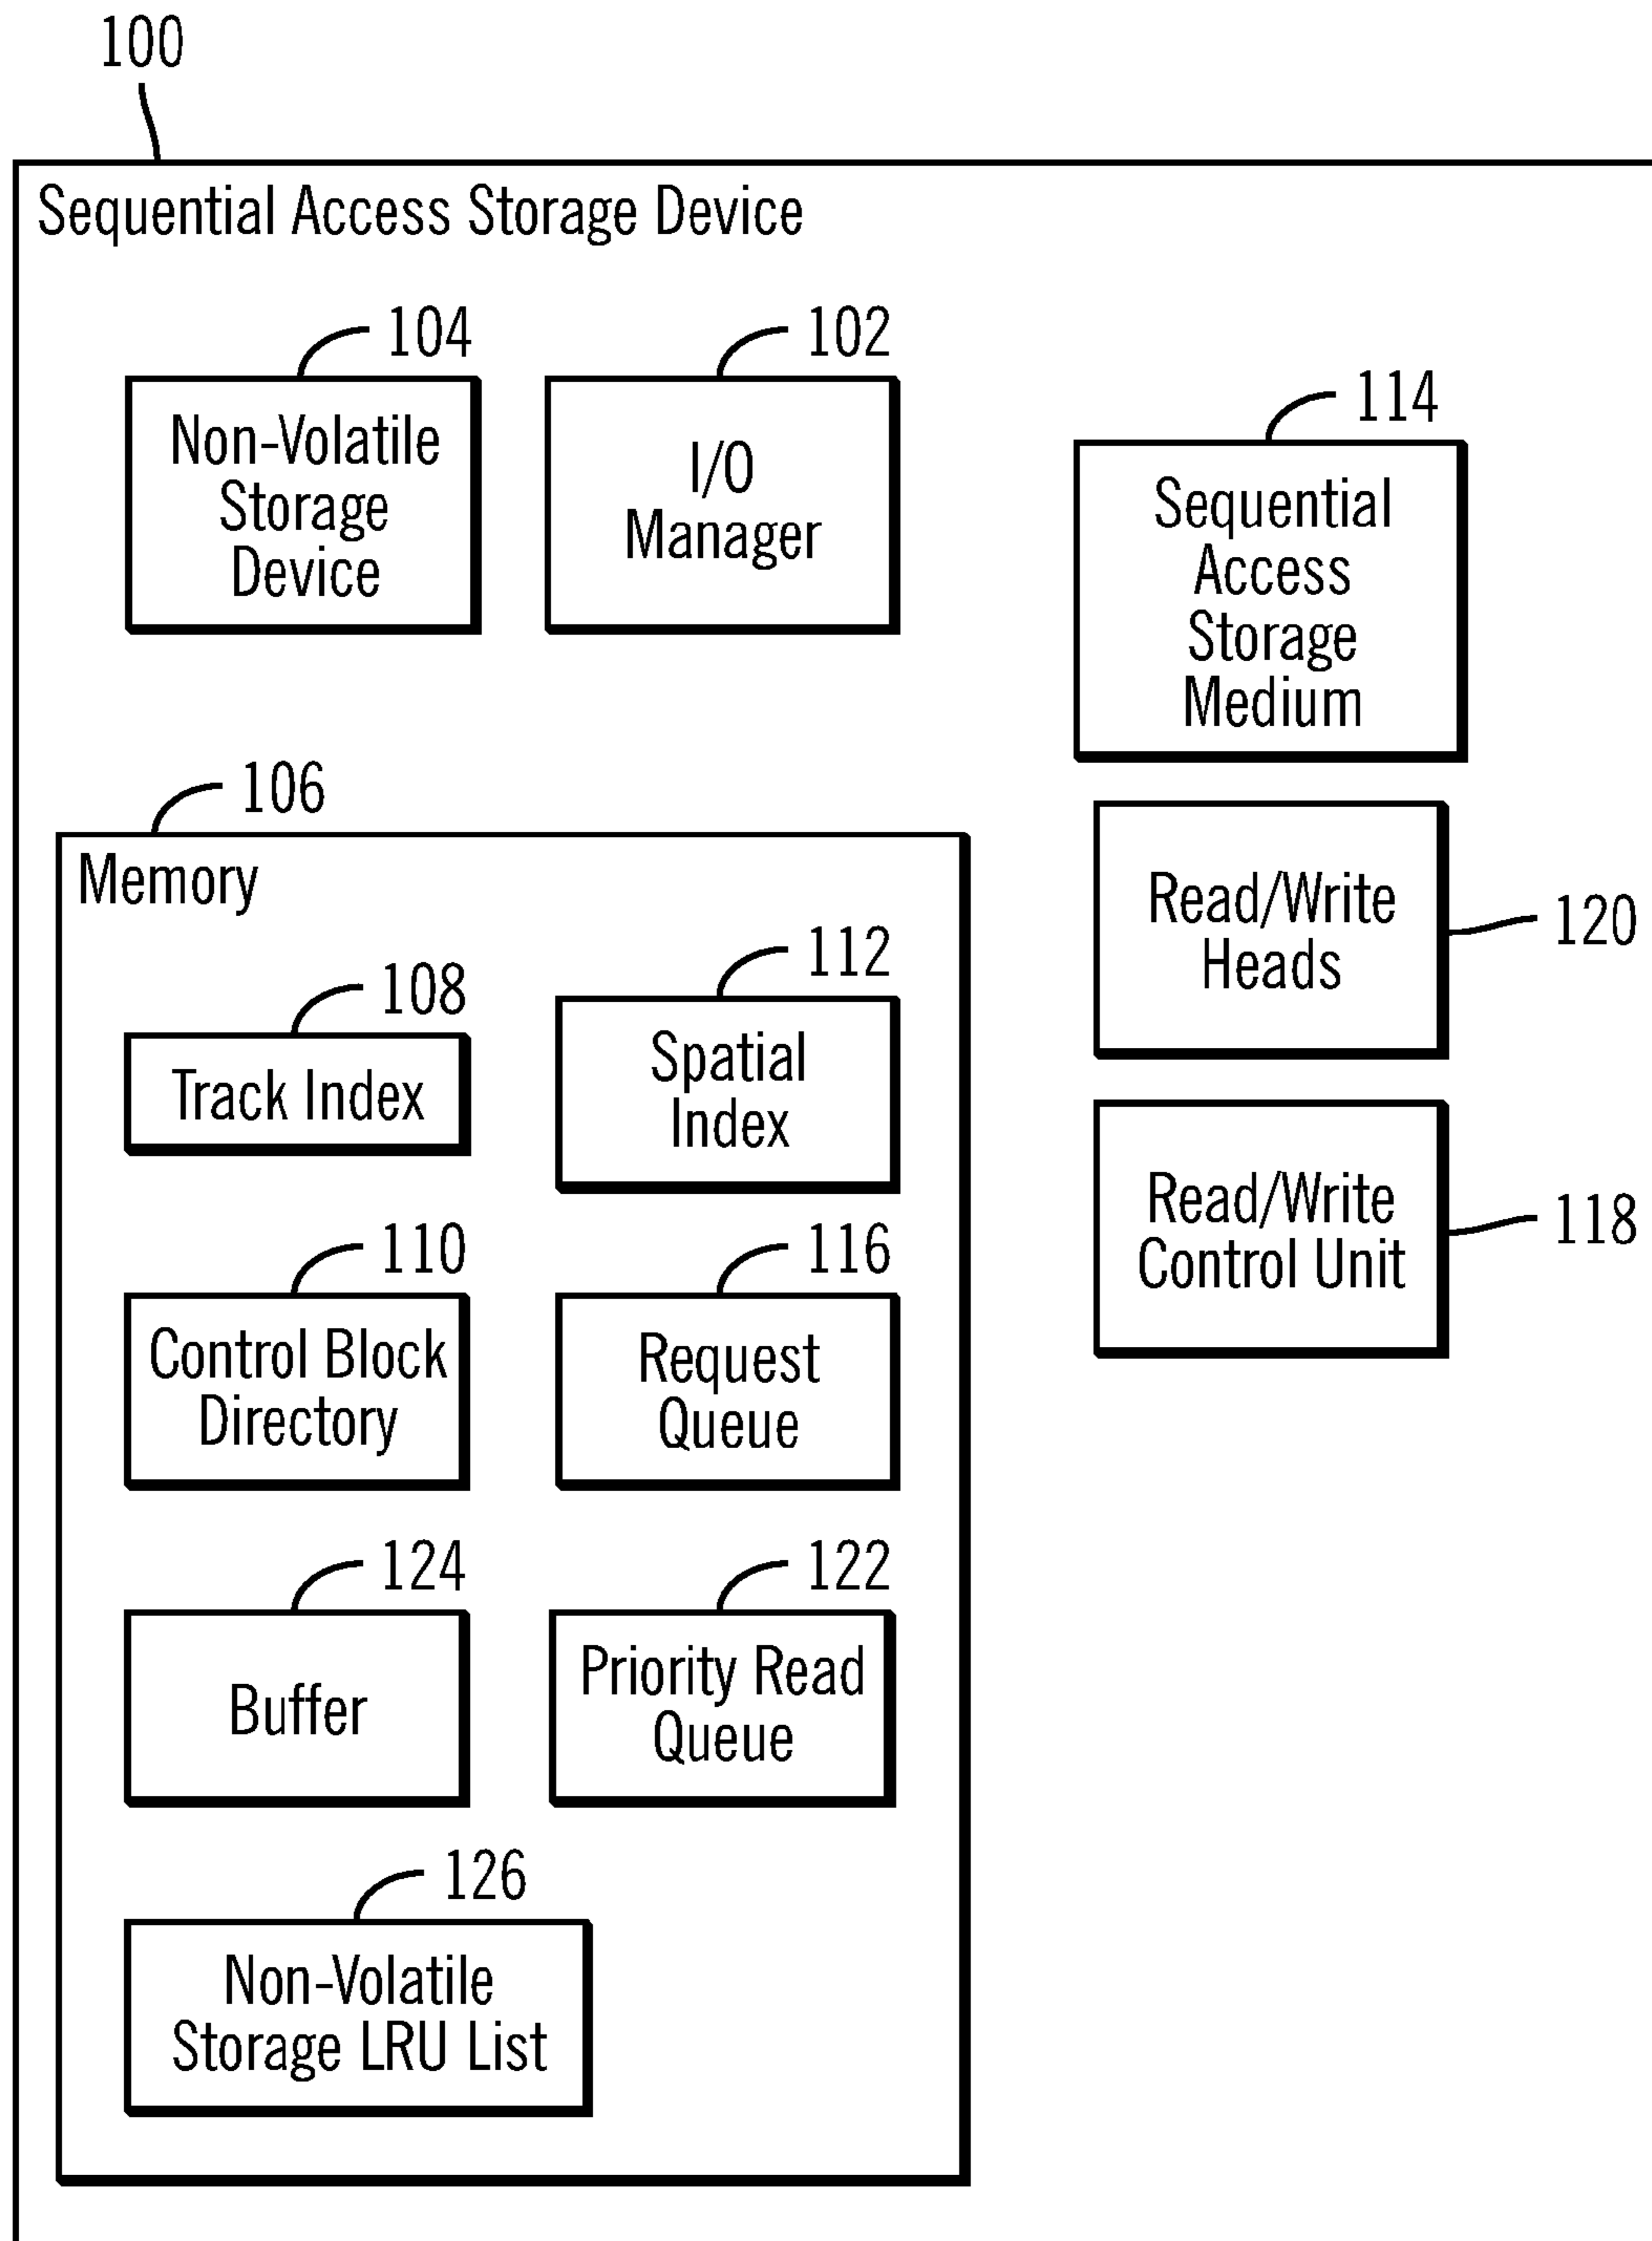 100
Sequential Access Storage Device
104
Non-Volatile
Storage
Device
102
I/O
Manager
114
Sequential
Access
Storage
Medium
106
Memory
108
Track Index
112
Spatial
Index
110
Control Block
Directory
116
Request
Queue
124
Buffer
122
Priority Read
Queue
126
Non-Volatile
Storage LRU List
Read/Write
Heads
120
Read/Write
Control Unit
118